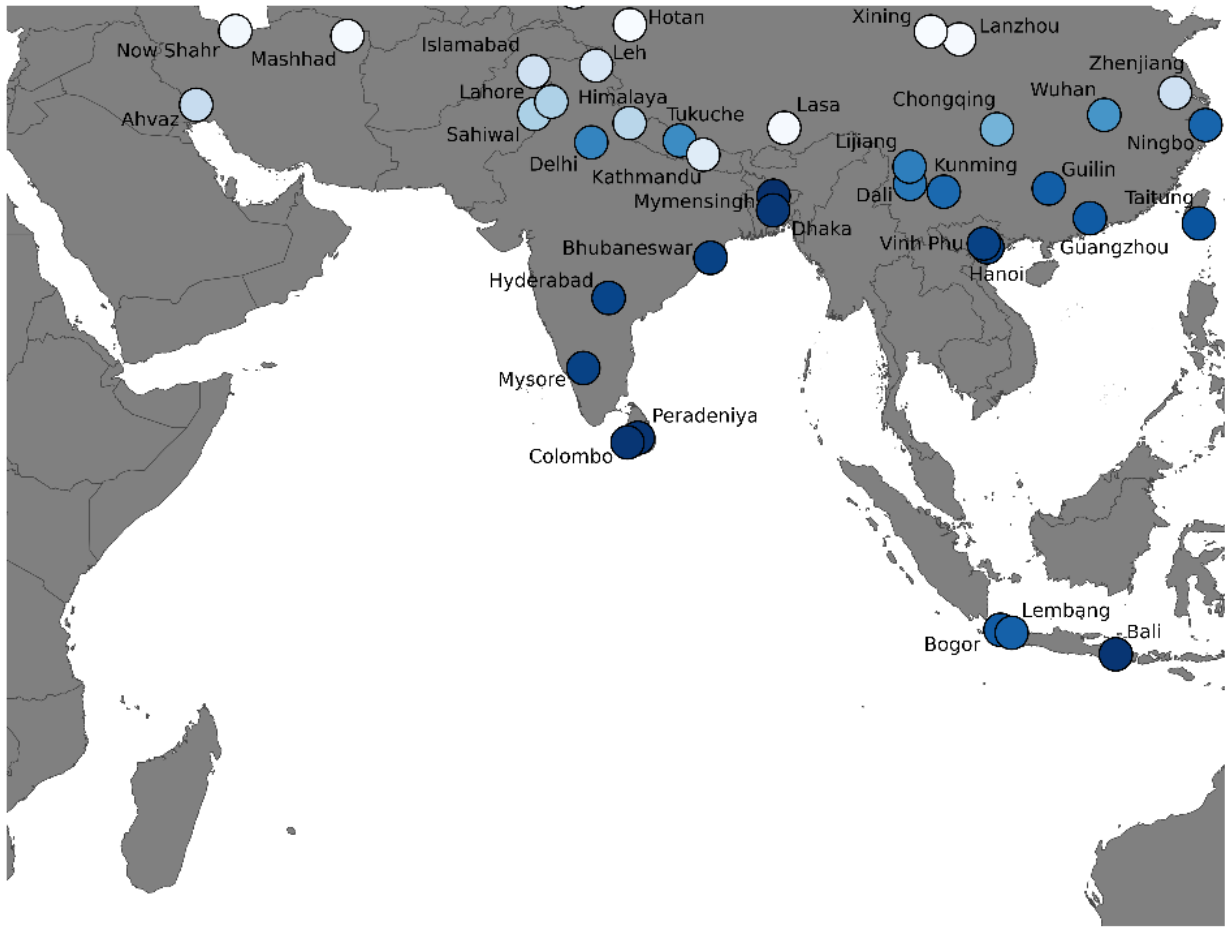 Hotan
Xining
Lanzhou
Now Shahr
Islamabad
Leh
Mashhad
Zhenjiang
Lahore
Himalaya
Wuhan
Ahvaz
Tukuche
Lasa
Chongqing
Sahiwal
Lijiang
Ningbo
Delhi
Kunming
Guilin
Kathmandu
Mymensingh
Dali
Taitung
Dhaka
Bhubaneswar
Vinh Phu
Guangzhou
Hanoi
Hyderabad
Mysore
Peradeniya
Colombo
Lembang
Bogor
Bali